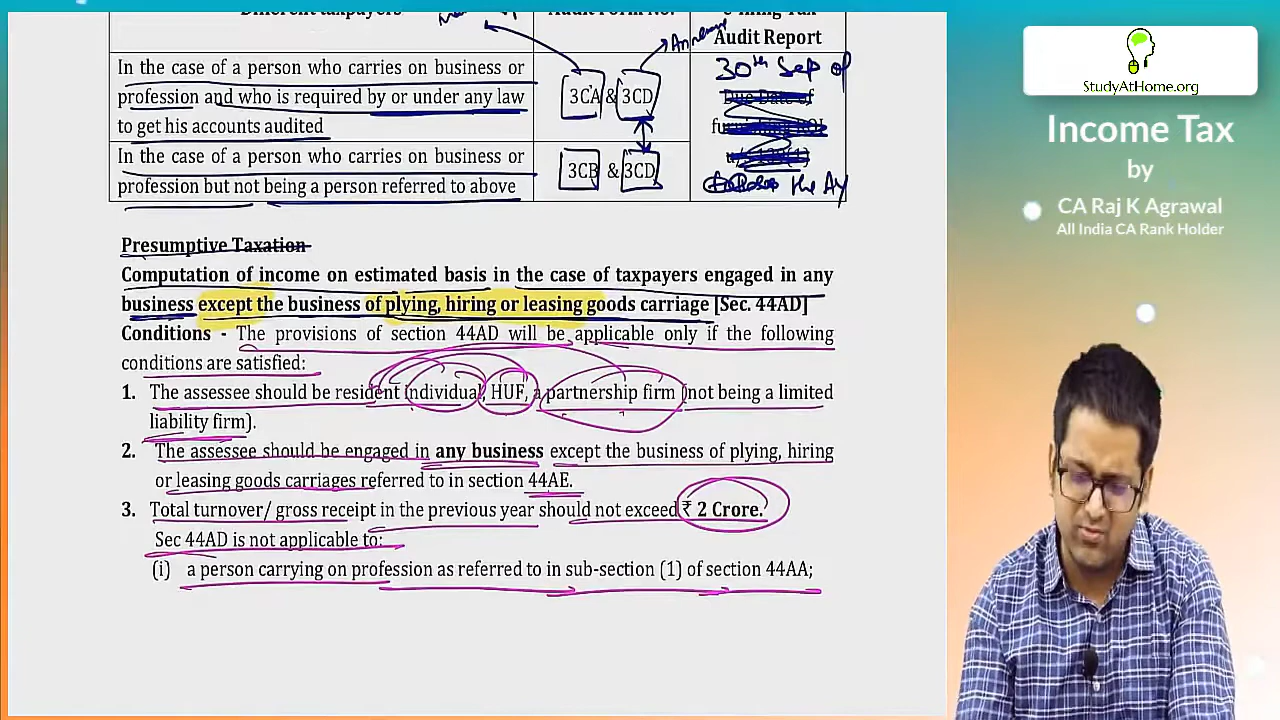 Audit Report
Annexure
30th Sep of
In the case of a person who carries on business or
profession and who is required by or under any law
to get his accounts audited
3CA & 3CD
Due Date of
In the case of a person who carries on business or
profession but not being a person referred to above
3CB & 3CD
the AY
Presumptive Taxation
Computation of income on estimated basis in the case of taxpayers engaged in any
business except the business of plying, hiring or leasing goods carriage [Sec. 44AD]
Conditions - The provisions of section 44AD will be applicable only if the following
conditions are satisfied:
1. The assessee should be resident individual, HUF, a partnership firm (not being a limited
liability firm).
2. The assessee should be engaged in any business except the business of plying, hiring
or leasing goods carriages referred to in section 44AE.
3. Total turnover/ gross receipt in the previous year should not exceed ₹ 2 Crore.
Sec 44AD is not applicable to:
(i) a person carrying on profession as referred to in sub-section (1) of section 44AA;
StudyAtHome.org
Income Tax
by
CA Raj K Agrawal
All India CA Rank Holder